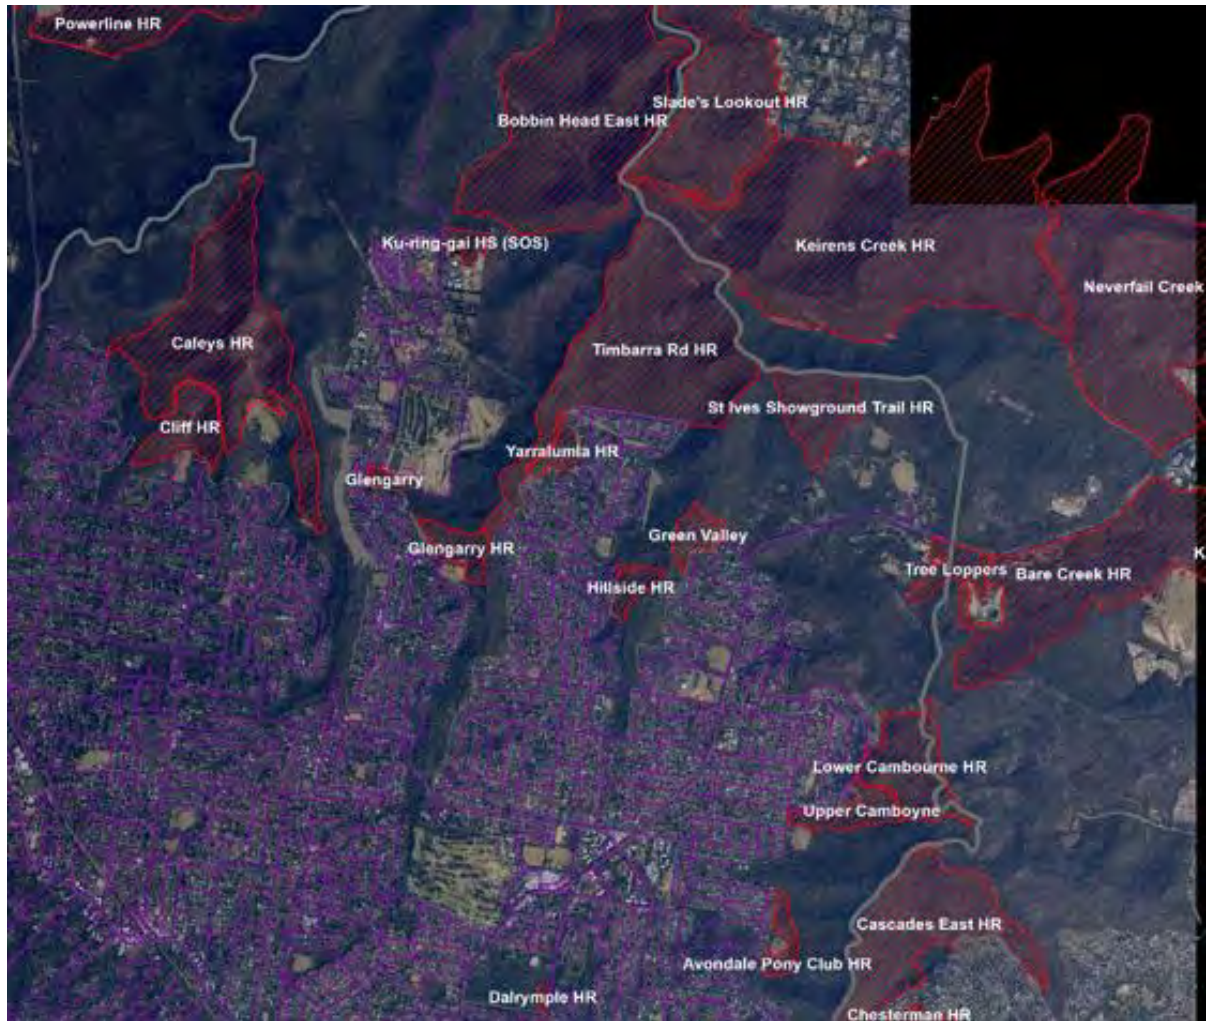 Powerline HR
Slade's Lookout HR
Bobbin Head East HR
Ku-ring-gai HS (SOS)
Keirens Creek HR
Neverfail Creek
Caleys HR
Timbarra Rd HR
St Ives Showground Trail HR
Cliff HR
Yarralumla HR
Glengarry
Green Valley
Glengarry HR
K
Tree Loppers
Bare Creek HR
Hillside HR
Lower Cambourne HR
Upper Camboyne
Cascades East HR
Avondale Pony Club HR
Dalrymple HR
Chesterman HR